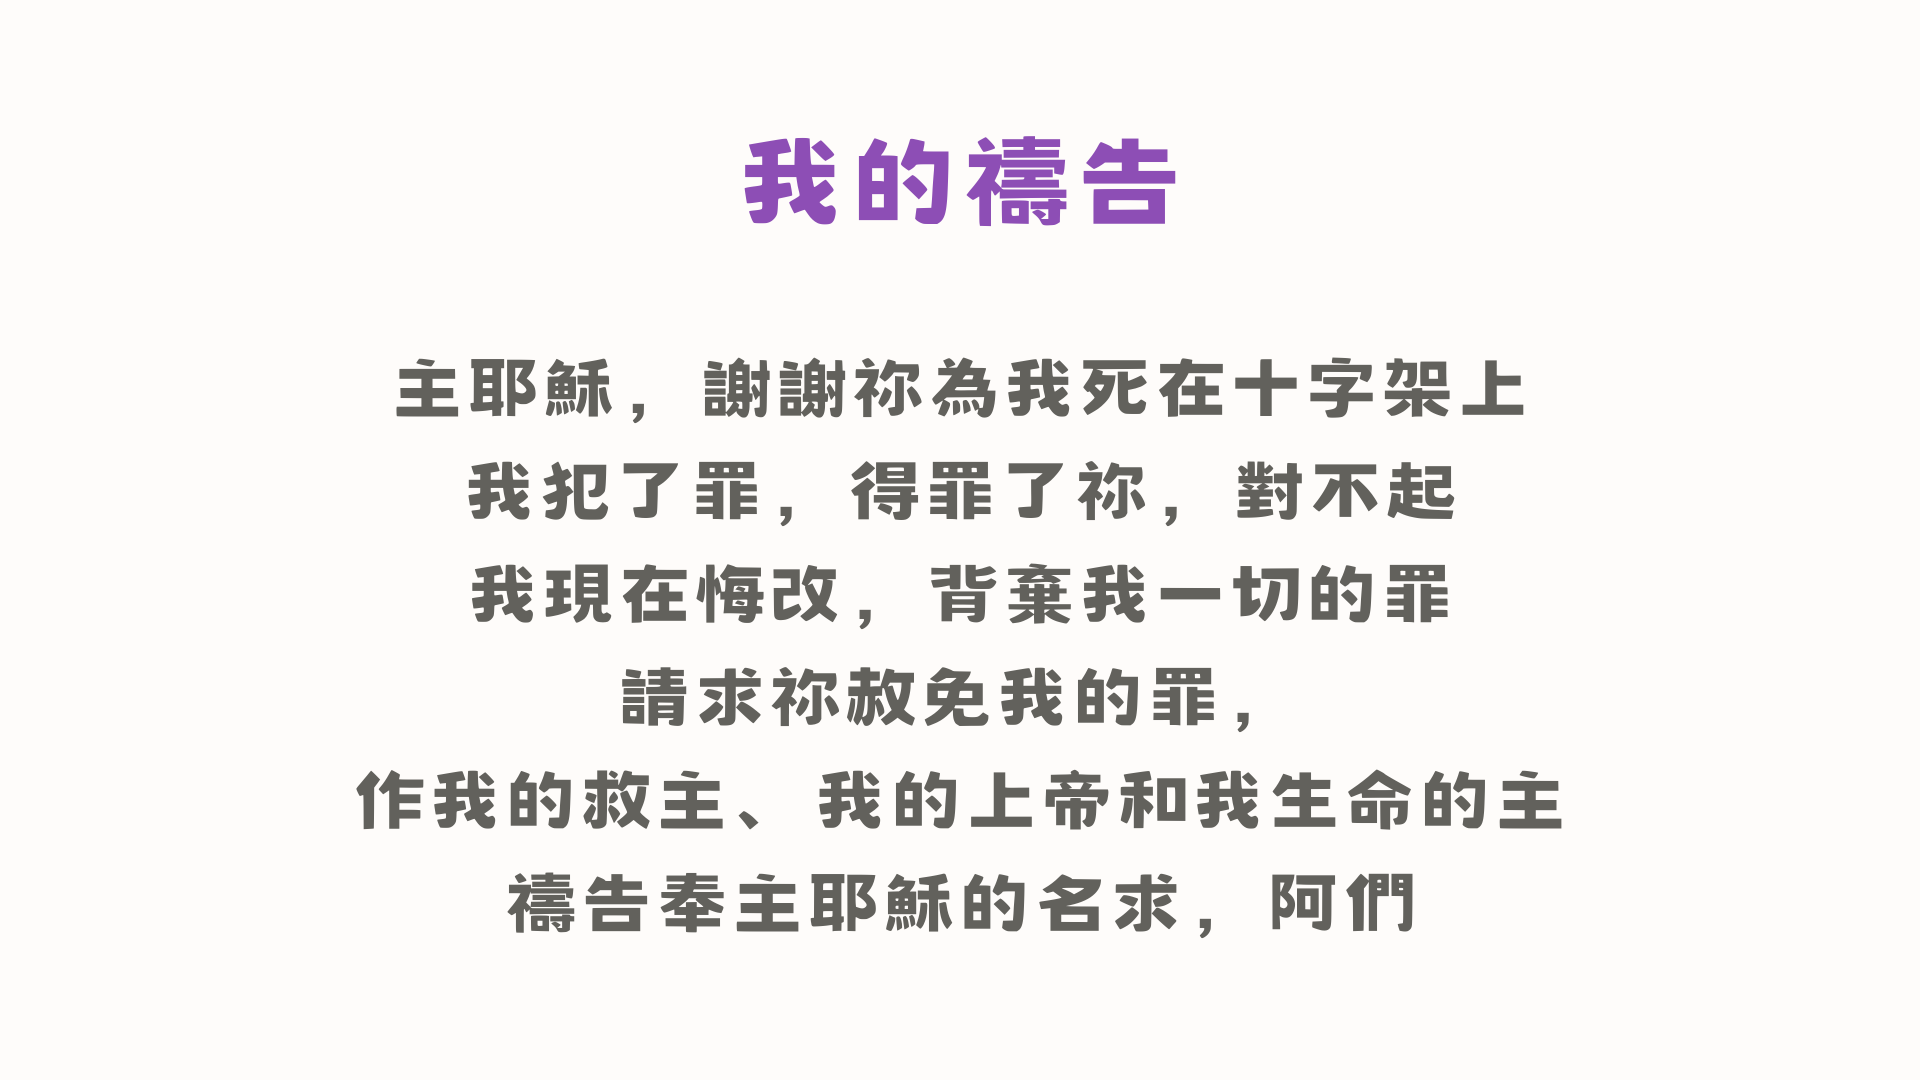 我的禱告
主耶穌，謝謝祢為我死在十字架上
我犯了罪，得罪了祢，對不起
我現在悔改，背棄我一切的罪
請求祢赦免我的罪，
作我的救主、我的上帝和我生命的主
禱告奉主耶穌的名求，阿們